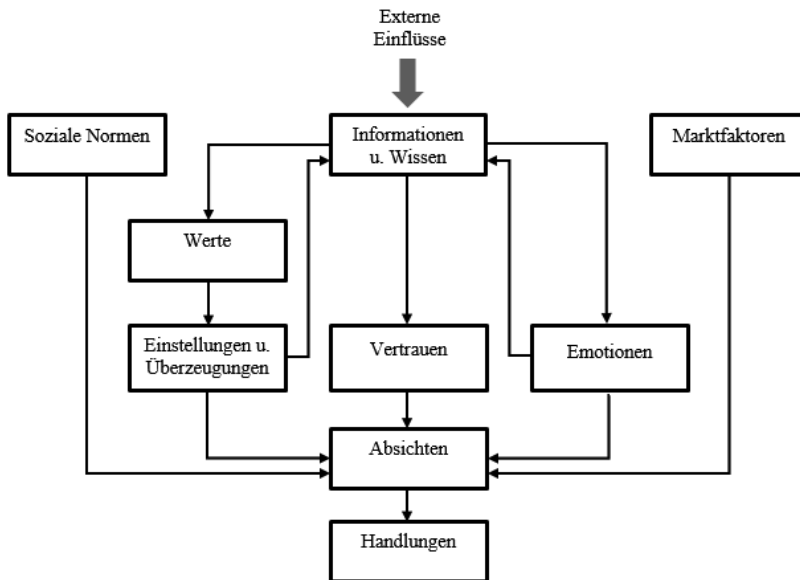 Externe
Einflüsse
Soziale Normen
Informationen
u. Wissen
Marktfaktoren
Werte
Einstellungen u.
Überzeugungen
Vertrauen
Emotionen
Absichten
Handlungen